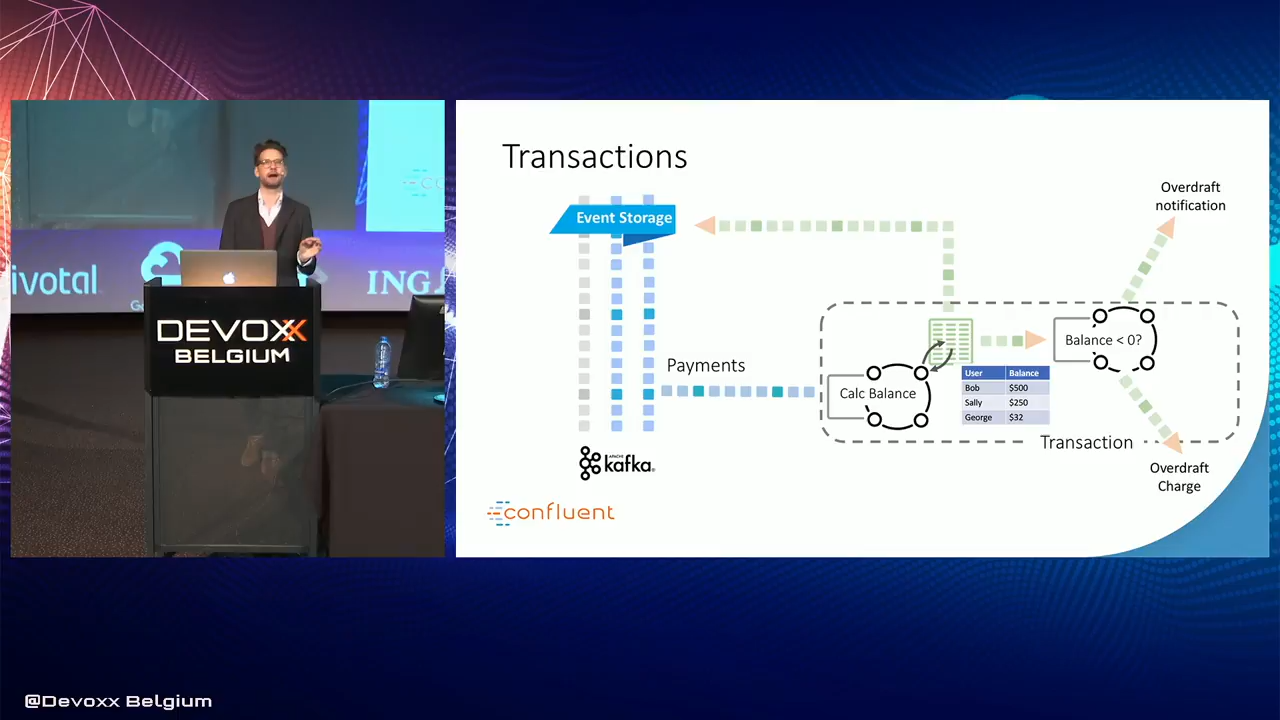 ivotal
ING
DEVOXX
BELGIUM
Transactions
Event Storage
Payments
APACHE
kafka
confluent
Calc Balance
User Balance
Bob $500
Sally $250
George $32
Balance < 0?
Transaction
Overdraft
notification
Overdraft
Charge
@Devoxx Belgium